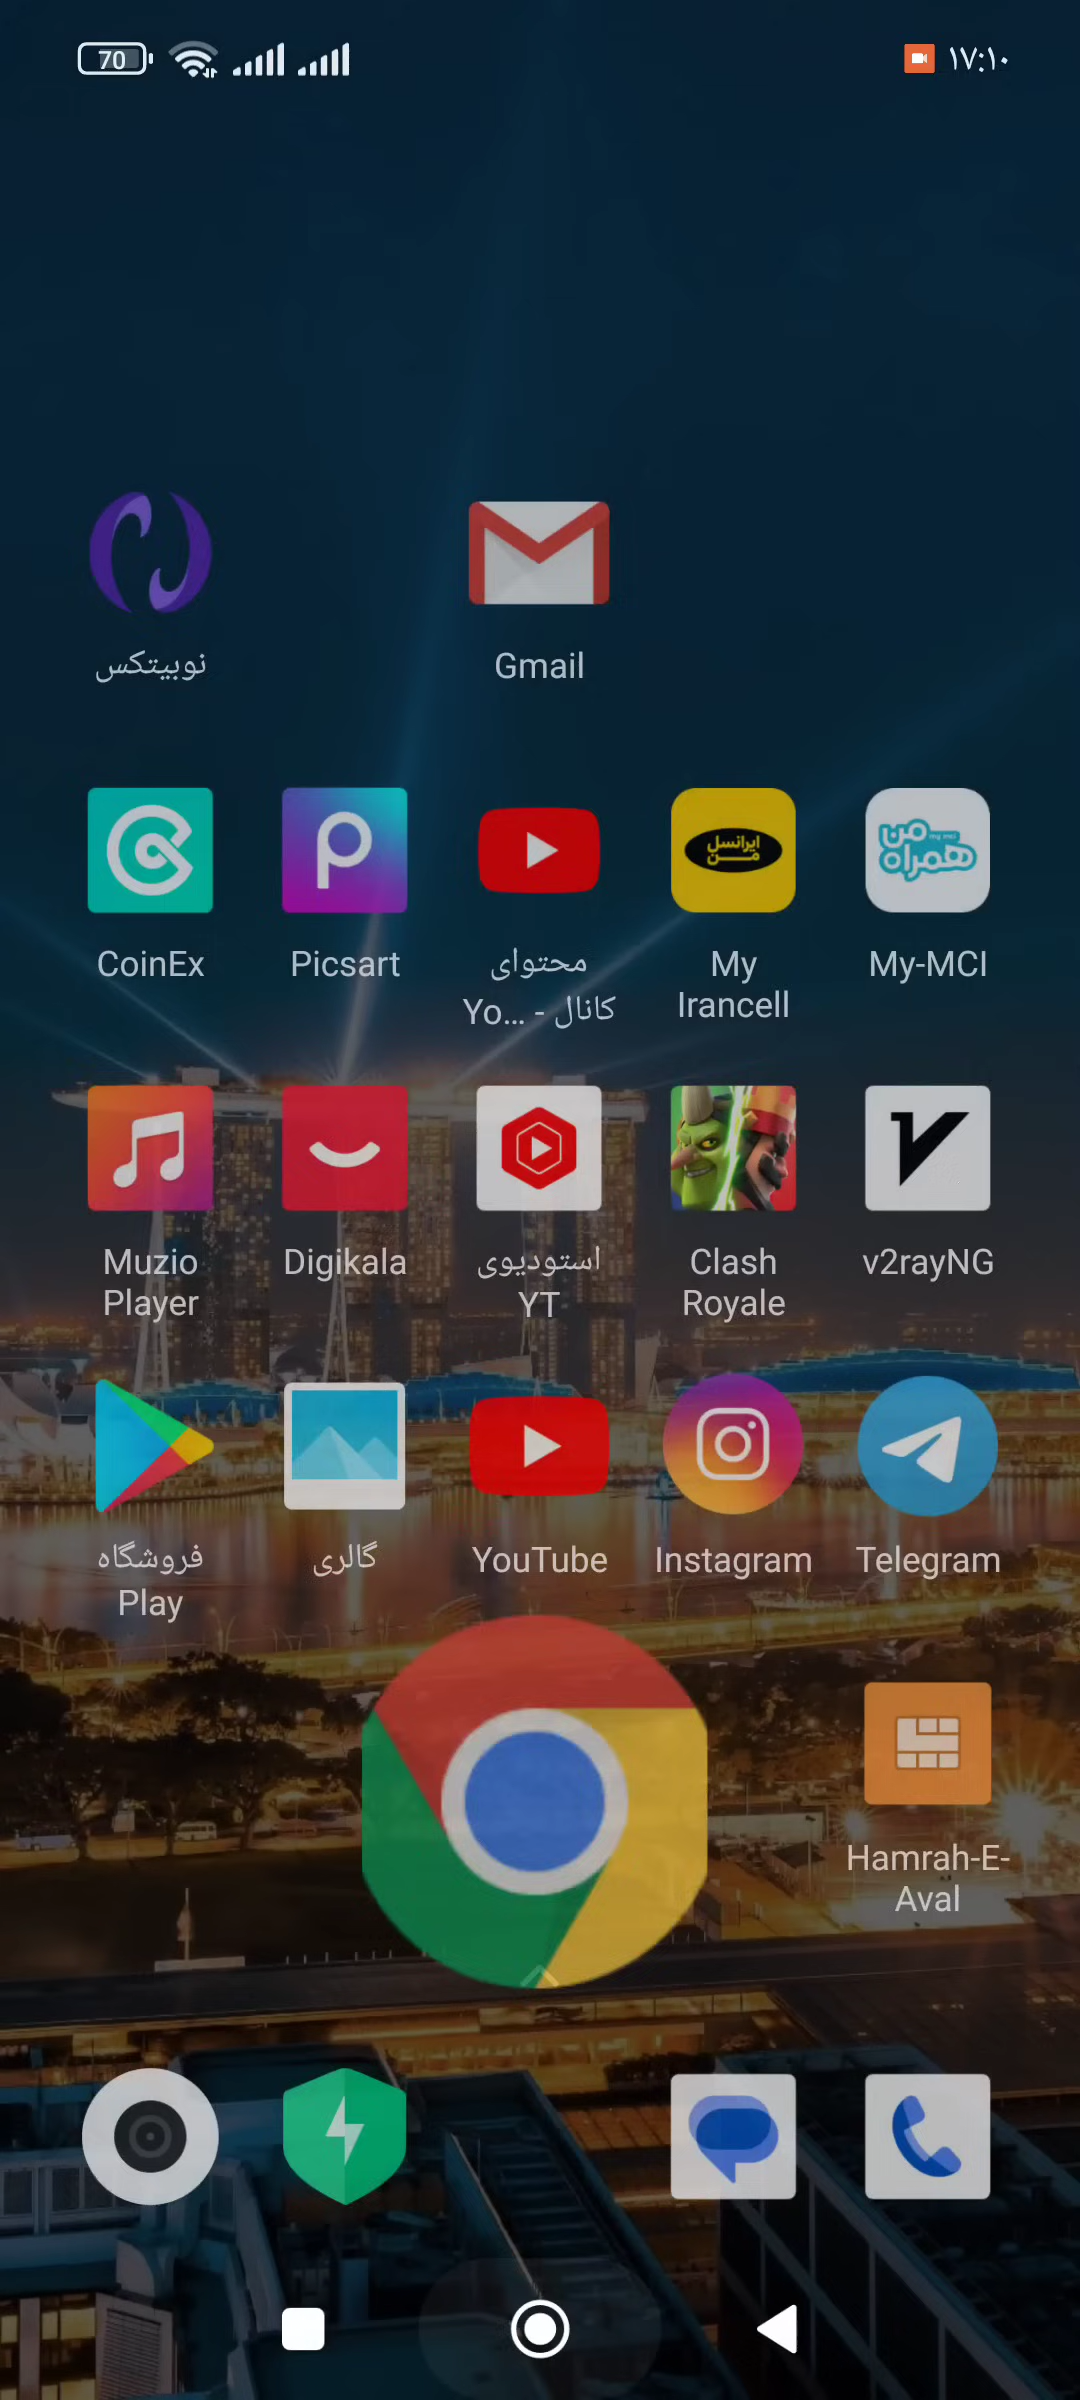 70
۱۷:۱۰
نوبیتکس
Gmail
ایرانسل
من
همراه
من
CoinEx
Picsart
محتوای
کانال - ...Yo
My
Irancell
My-MCI
Muzio
Player
Digikala
استودیوی
YT
Clash
Royale
v2rayNG
فروشگاه
Play
گالری
YouTube
Instagram
Telegram
Hamrah-E-
Aval